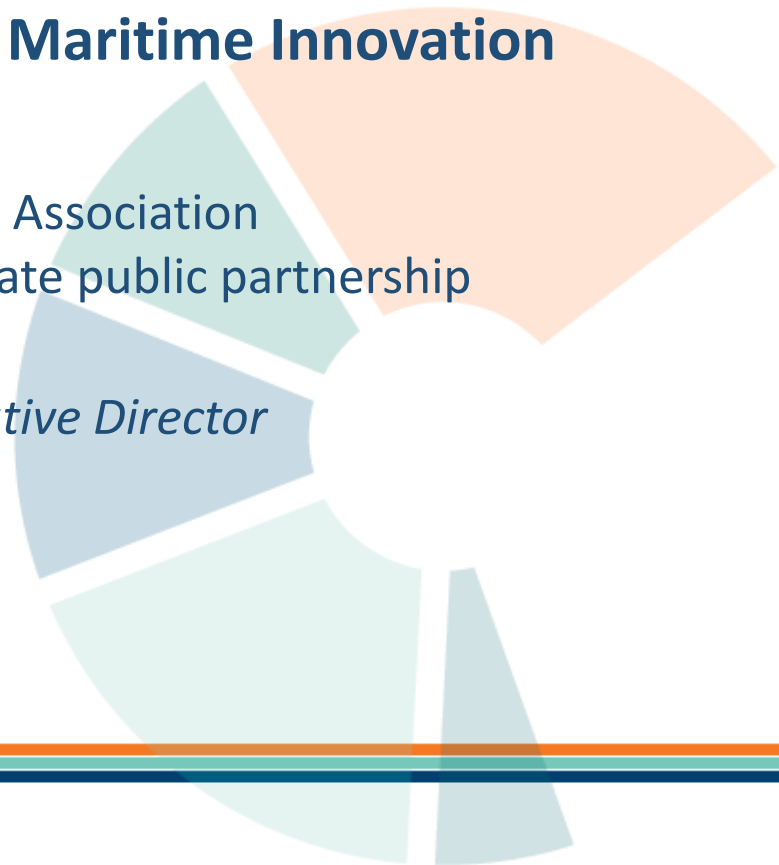 Maritime Innovation
Association
ate public partnership
tive Director